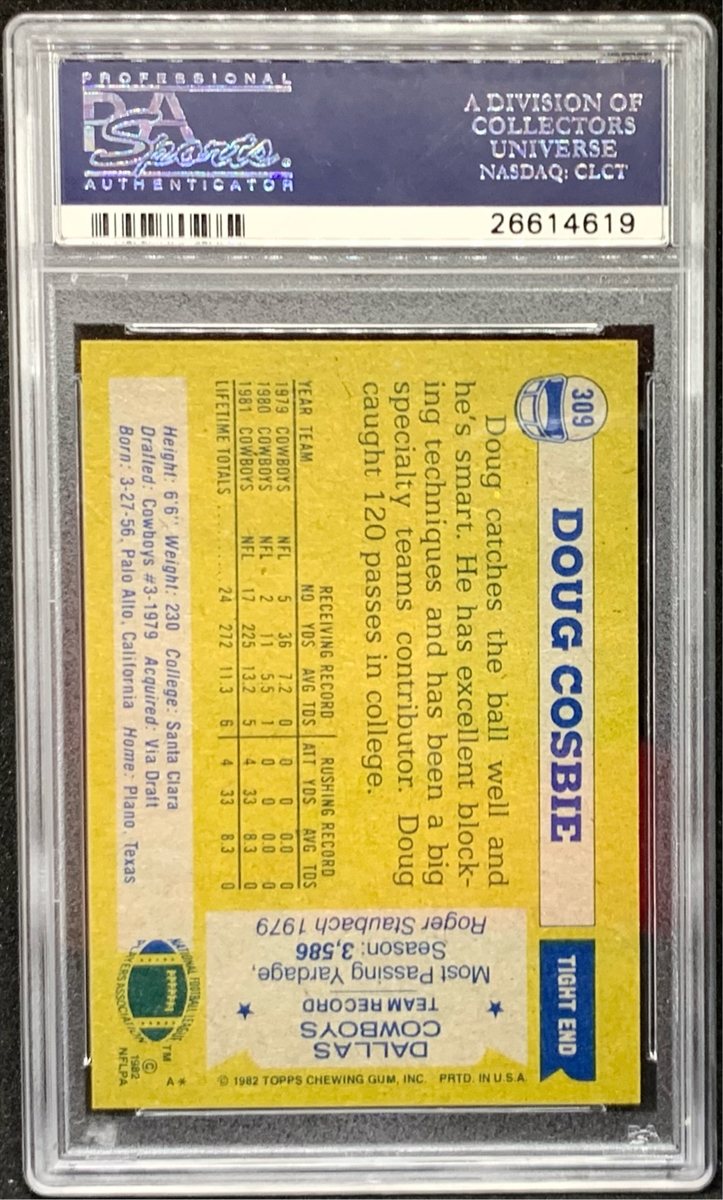 PROFESSIONAL
PSA
Sports
AUTHENTICATOR
A DIVISION OF
COLLECTORS
UNIVERSE
NASDAQ: CLCT
26614619
309
DOUG COSBIE
TIGHT END
Doug catches the ball well and
he's smart. He has excellent block-
ing techniques and has been a big
specialty teams contributor. Doug
caught 120 passes in college.
RECEIVING RECORD RUSHING RECORD
YEAR TEAM NO YDS AVG TDS ATT YDS AVG TDS
1979 COWBOYS NFL 5 36 7.2 0 0 0 0.0 0
1980 COWBOYS NFL 2 11 5.5 1 0 0 0.0 0
1981 COWBOYS NFL 17 225 13.2 5 4 33 8.3 0
LIFETIME TOTALS ........ 24 272 11.3 6 4 33 8.3 0
Height: 6'6" Weight: 230 College: Santa Clara
Drafted: Cowboys #3-1979 Acquired: Via Draft
Born: 3-27-56, Palo Alto, California Home: Plano, Texas
DALLAS
COWBOYS
TEAM RECORD
Most Passing Yardage,
Season: 3,586
Roger Staubach 1979
NATIONAL FOOTBALL LEAGUE
PLAYERS ASSOCIATION
TM
© 1982
NFLPA
A*
© 1982 TOPPS CHEWING GUM, INC. PRTD. IN U.S.A.
PSA